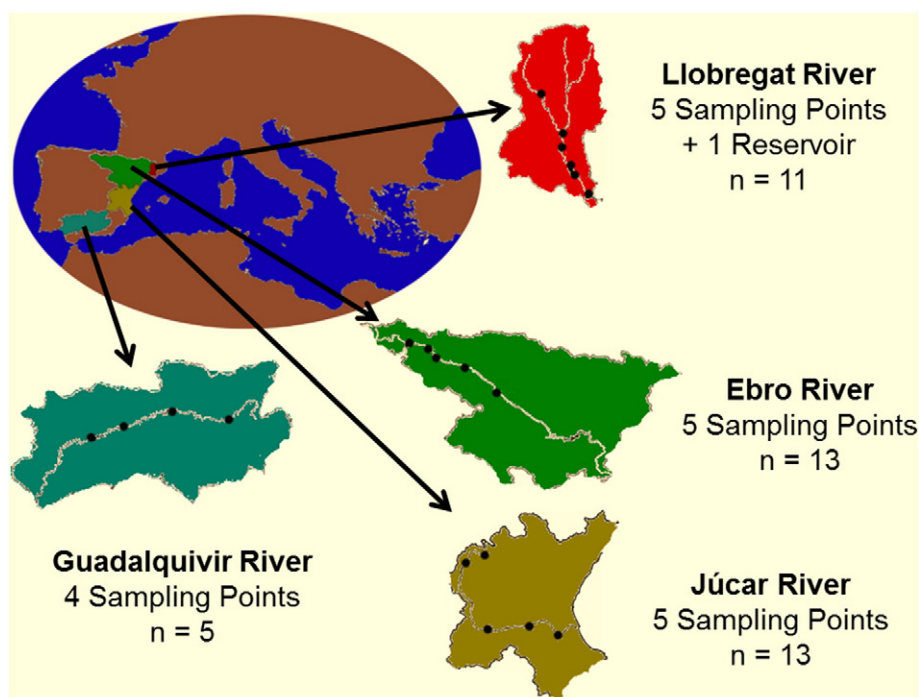 Llobregat River
5 Sampling Points
+ 1 Reservoir
n = 11
Ebro River
5 Sampling Points
n = 13
Guadalquivir River
4 Sampling Points
n = 5
Júcar River
5 Sampling Points
n = 13